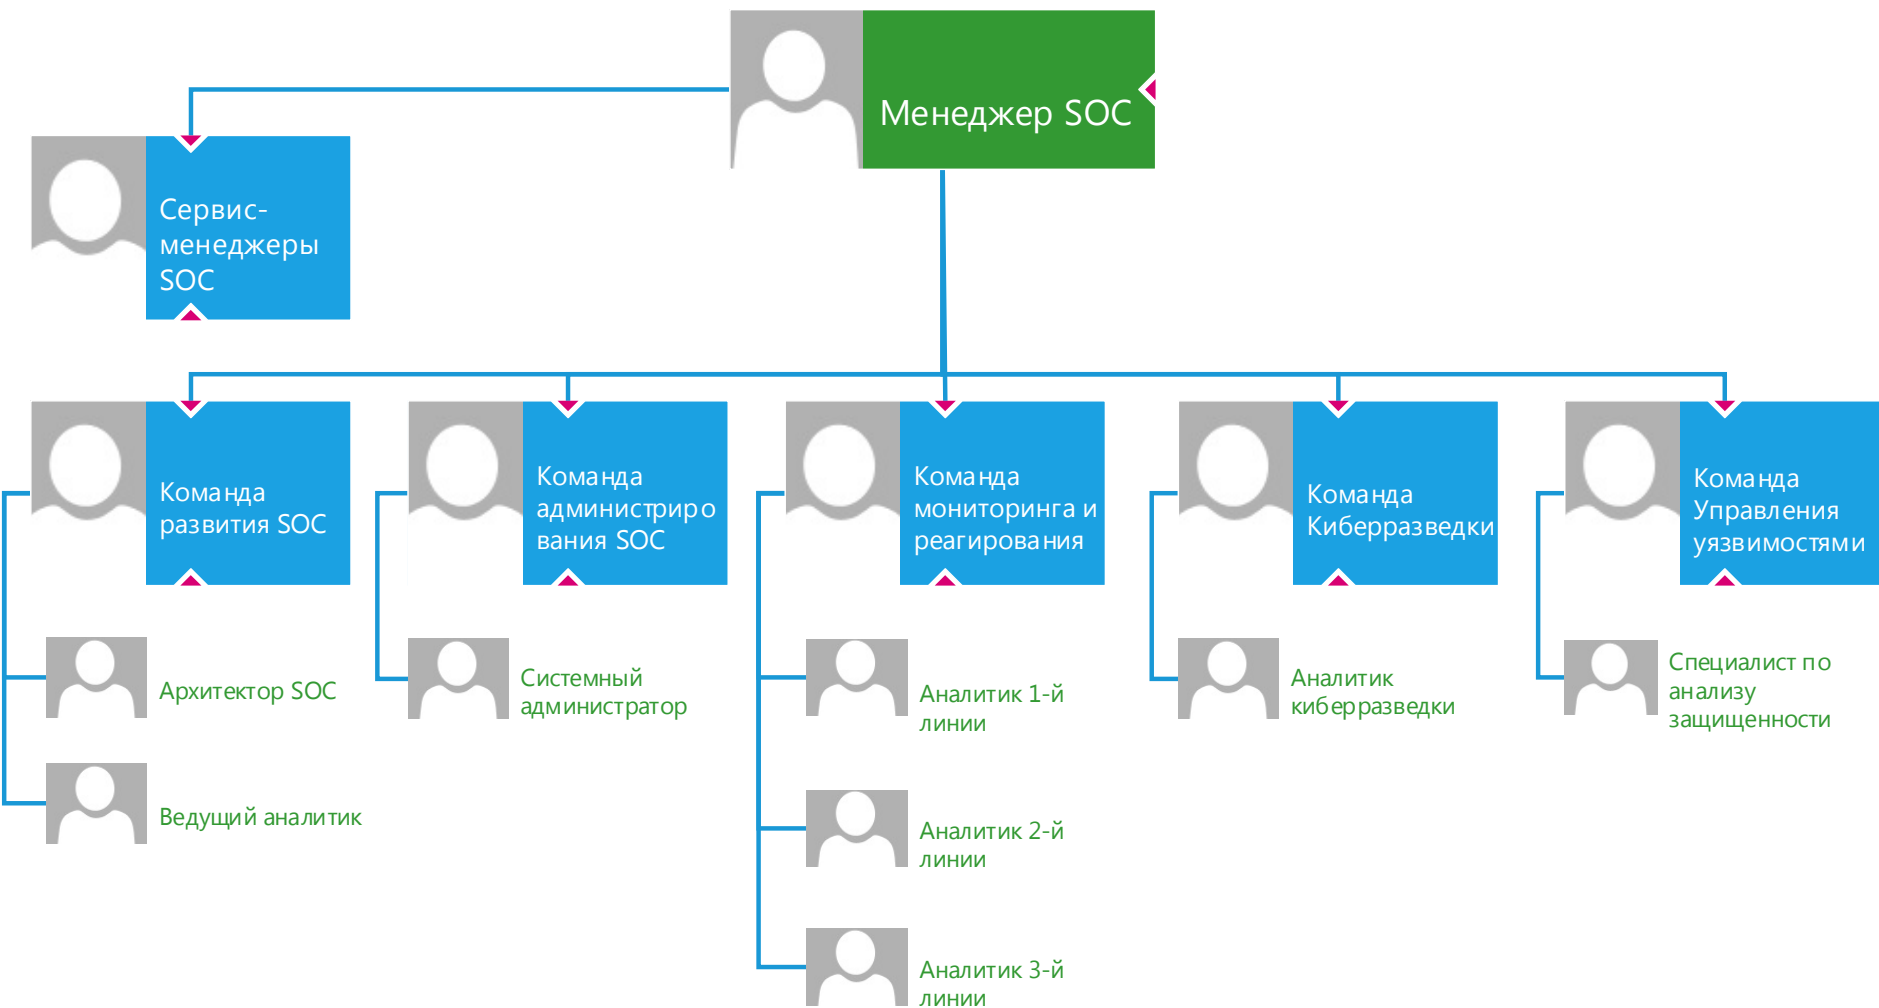 Менеджер SOC
Сервис-
менеджеры
SOC
Команда
развития SOC
Команда
администриро
вания SOC
Команда
мониторинга и
реагирования
Команда
Киберразведки
Команда
Управления
уязвимостями
Архитектор SOC
Ведущий аналитик
Системный
администратор
Аналитик 1-й
линии
Аналитик 2-й
линии
Аналитик 3-й
линии
Аналитик
киберразведки
Специалист по
анализу
защищенности